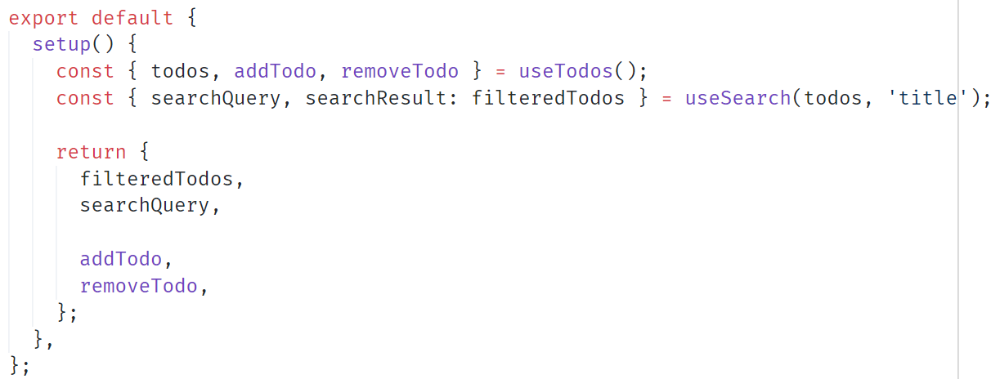 export default {
  setup() {
    const { todos, addTodo, removeTodo } = useTodos();
    const { searchQuery, searchResult: filteredTodos } = useSearch(todos, 'title');

    return {
      filteredTodos,
      searchQuery,

      addTodo,
      removeTodo,
    };
  },
};